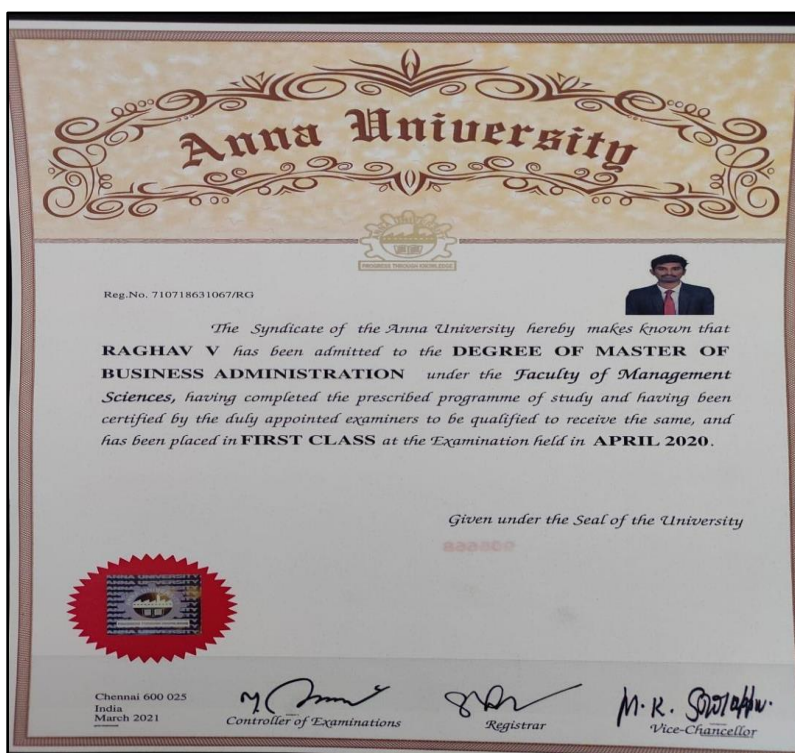 Anna University
PROGRESS THROUGH KNOWLEDGE
Reg.No. 710718631067/RG
The Syndicate of the Anna University hereby makes known that
RAGHAV V has been admitted to the DEGREE OF MASTER OF
BUSINESS ADMINISTRATION under the Faculty of Management
Sciences, having completed the prescribed programme of study and having been
certified by the duly appointed examiners to be qualified to receive the same, and
has been placed in FIRST CLASS at the Examination held in APRIL 2020.
Given under the Seal of the University
ANNA UNIVERSITY
Chennai 600 025
India
March 2021
Controller of Examinations
Registrar
Vice-Chancellor